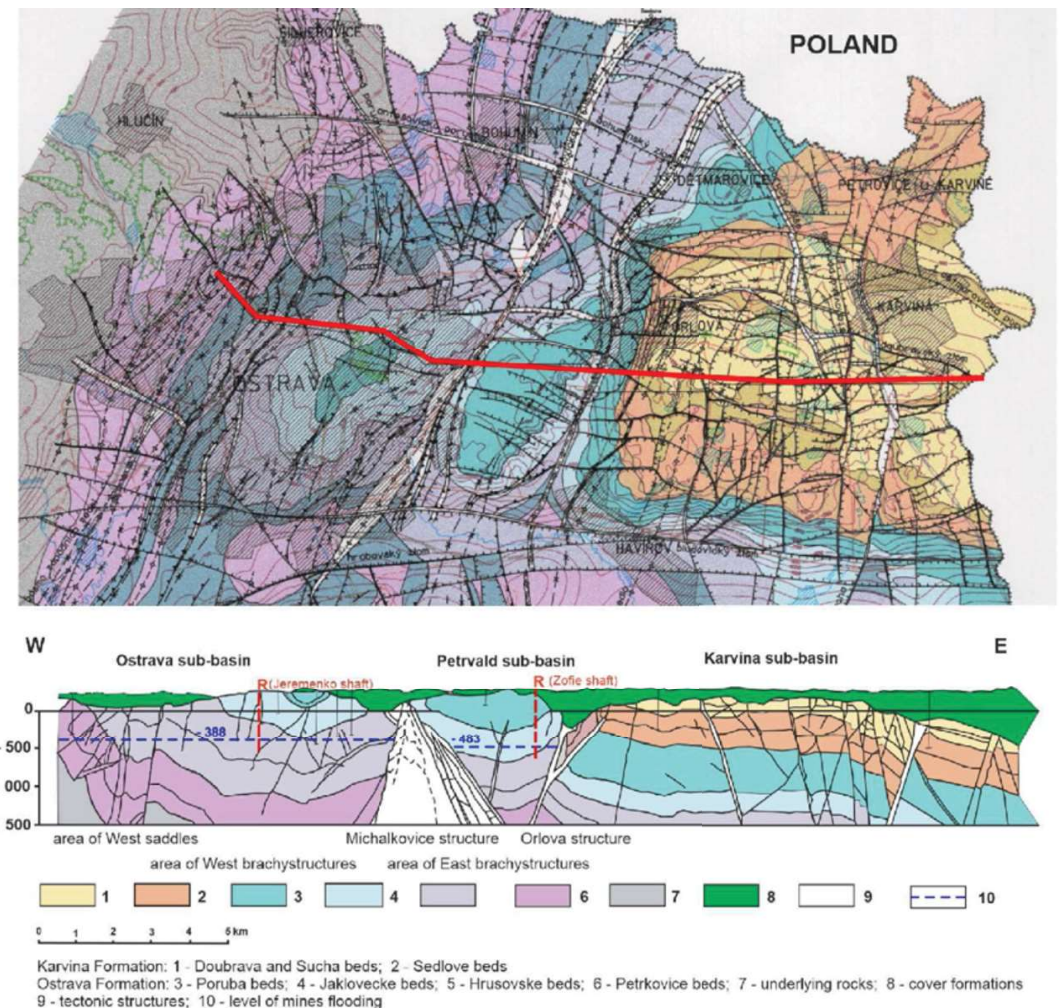 POLAND
HLUČÍN
BOHUMÍN
DĚTMAROVICE
PETROVICE U KARVINÉ
KARVINÁ
ORLOVÁ
OSTRAVA
HAVÍŘOV
W
E
Ostrava sub-basin
Petrvald sub-basin
Karvina sub-basin
R (Jeremenko shaft)
R (Zofie shaft)
0
- 388
- 483
- 500
000
500
area of West saddles
Michalkovice structure
Orlova structure
area of West brachystructures
area of East brachystructures
1 2 3 4 6 7 8 9 10
0 1 2 3 4 5 6 km
Karvina Formation: 1 - Doubrava and Sucha beds; 2 - Sedlove beds
Ostrava Formation: 3 - Poruba beds; 4 - Jaklovecke beds; 5 - Hrusovske beds; 6 - Petrkovice beds; 7 - underlying rocks; 8 - cover formations
9 - tectonic structures; 10 - level of mines flooding